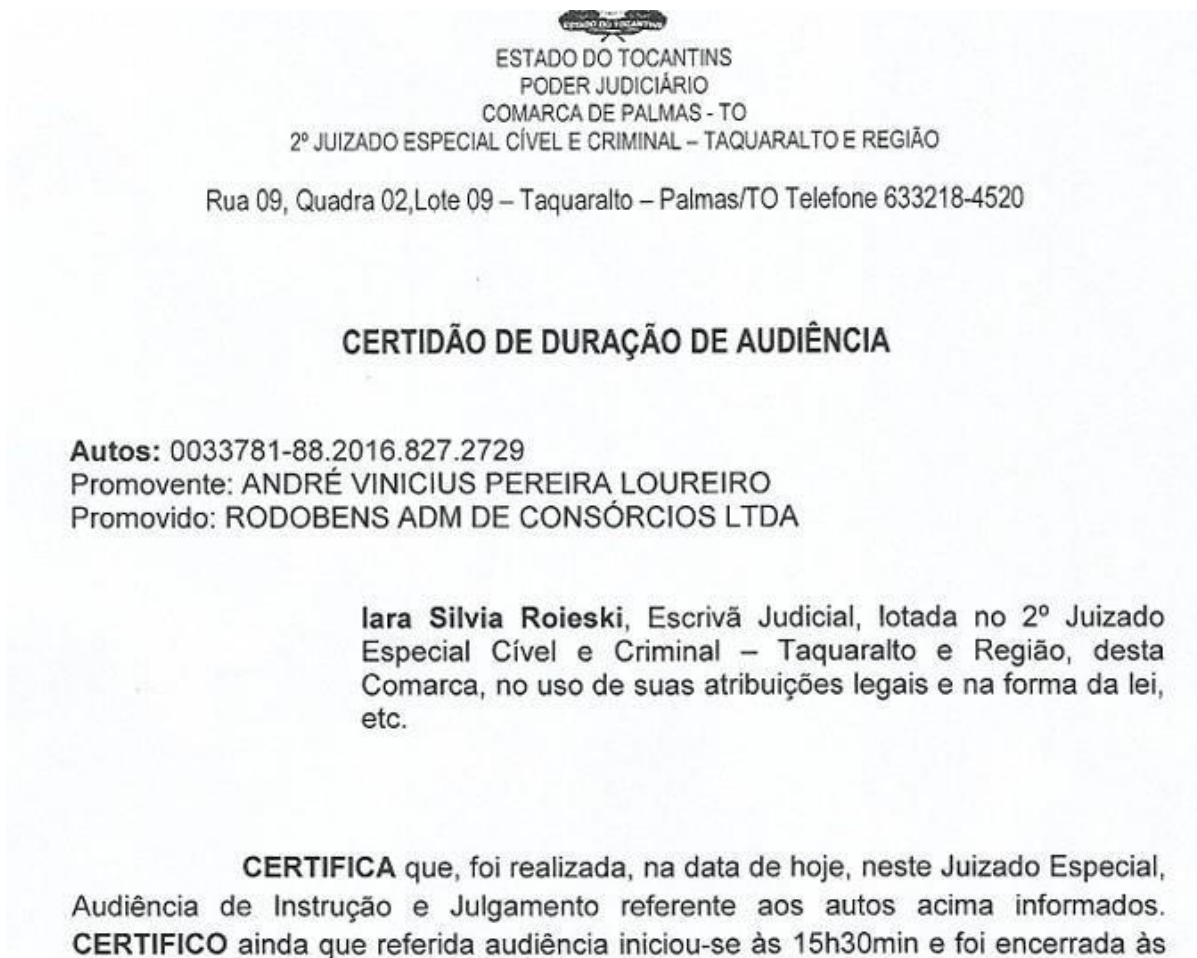 ESTADO DO TOCANTINS
ESTADO DO TOCANTINS
PODER JUDICIÁRIO
COMARCA DE PALMAS - TO
2º JUIZADO ESPECIAL CÍVEL E CRIMINAL – TAQUARALTO E REGIÃO
Rua 09, Quadra 02,Lote 09 – Taquaralto – Palmas/TO Telefone 633218-4520
CERTIDÃO DE DURAÇÃO DE AUDIÊNCIA
Autos: 0033781-88.2016.827.2729
Promovente: ANDRÉ VINICIUS PEREIRA LOUREIRO
Promovido: RODOBENS ADM DE CONSÓRCIOS LTDA
Iara Silvia Roieski, Escrivã Judicial, lotada no 2º Juizado
Especial Cível e Criminal – Taquaralto e Região, desta
Comarca, no uso de suas atribuições legais e na forma da lei,
etc.
CERTIFICA que, foi realizada, na data de hoje, neste Juizado Especial,
Audiência de Instrução e Julgamento referente aos autos acima informados.
CERTIFICO ainda que referida audiência iniciou-se às 15h30min e foi encerrada às